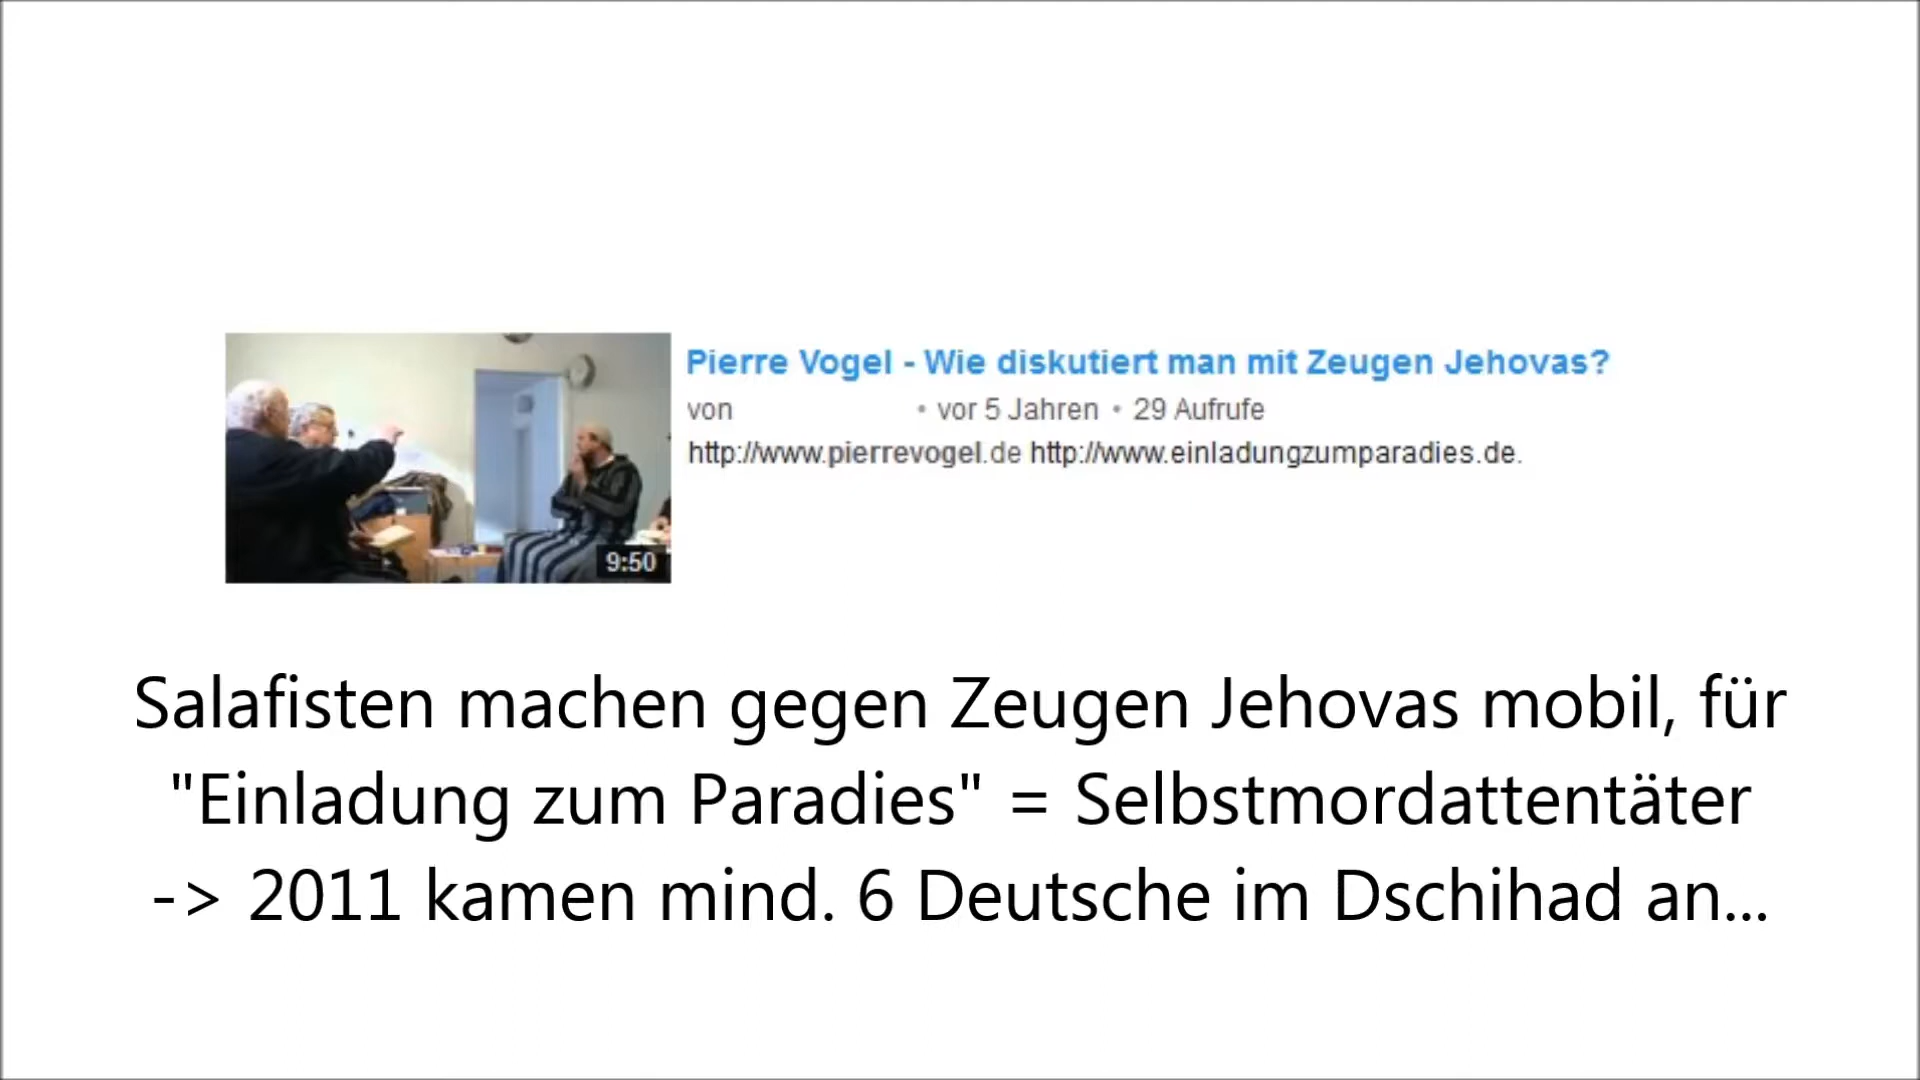 Pierre Vogel - Wie diskutiert man mit Zeugen Jehovas?
von • vor 5 Jahren • 29 Aufrufe
http://www.pierrevogel.de http://www.einladungzumparadies.de.
9:50
Salafisten machen gegen Zeugen Jehovas mobil, für
"Einladung zum Paradies" = Selbstmordattentäter
-> 2011 kamen mind. 6 Deutsche im Dschihad an...